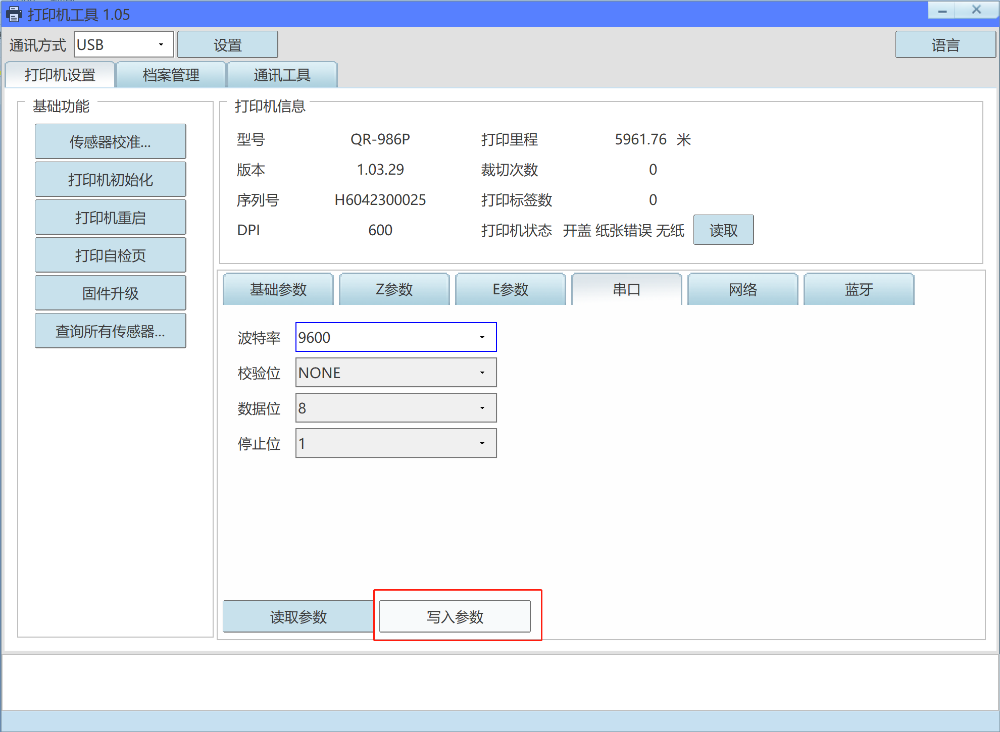 打印机工具 1.05
通讯方式 USB 设置 语言
打印机设置 档案管理 通讯工具
基础功能
传感器校准...
打印机初始化
打印机重启
打印自检页
固件升级
查询所有传感器...
打印机信息
型号 QR-986P 打印里程 5961.76 米
版本 1.03.29 裁切次数 0
序列号 H6042300025 打印标签数 0
DPI 600 打印机状态 开盖 纸张错误 无纸 读取
基础参数 Z参数 E参数 串口 网络 蓝牙
波特率 9600
校验位 NONE
数据位 8
停止位 1
读取参数 写入参数